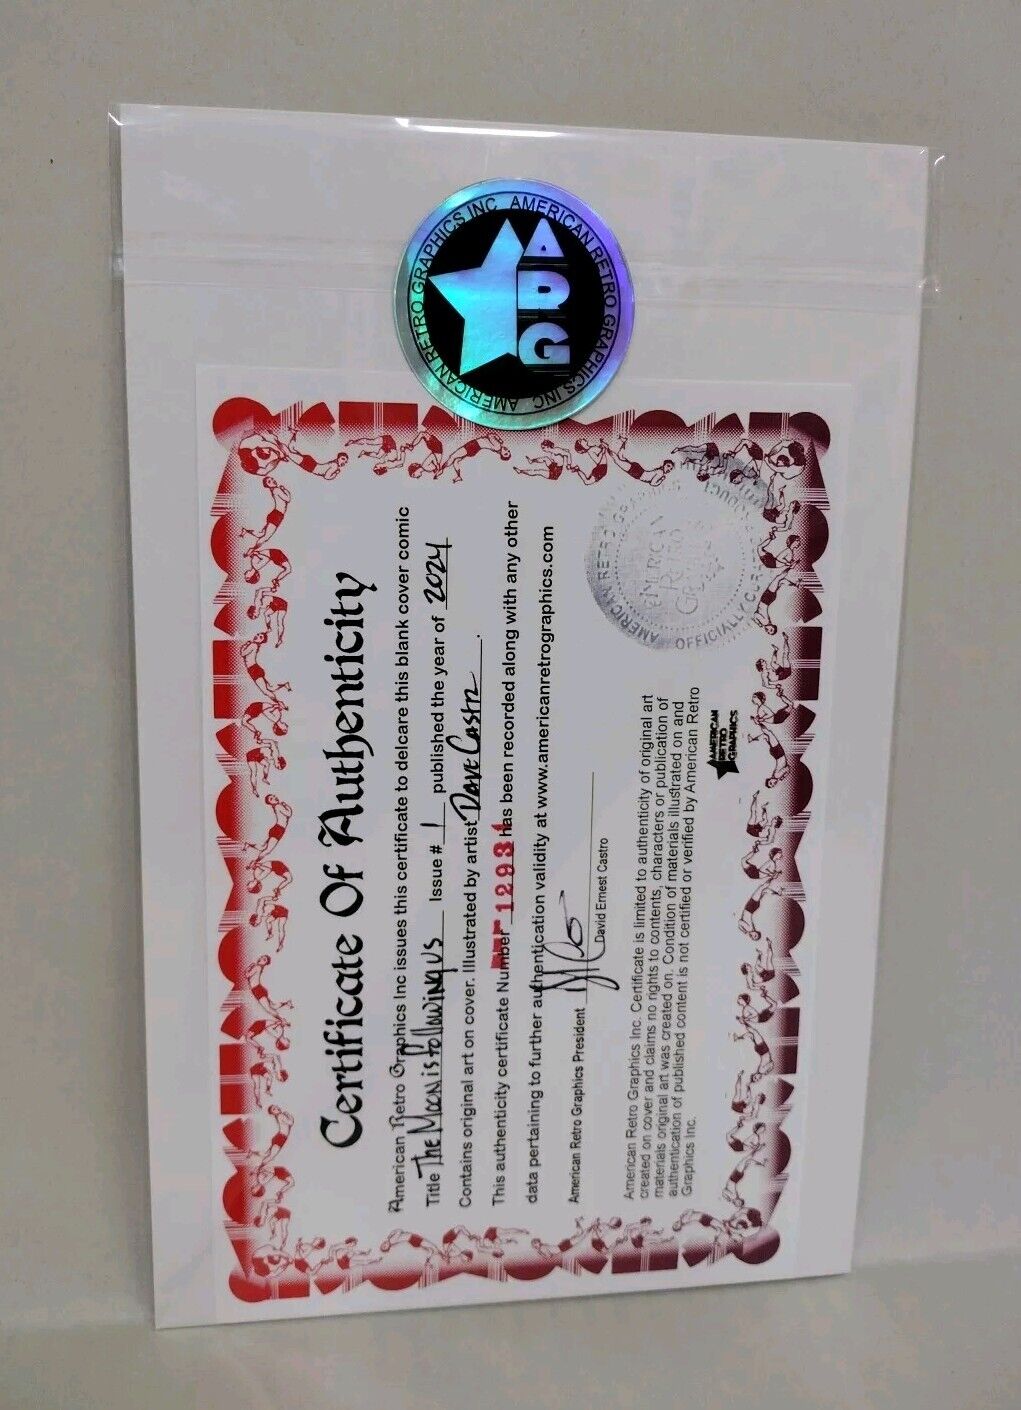 AMERICAN RETRO GRAPHICS INC. AMERICAN RETRO GRAPHICS INC.
ARG
Certificate Of Authenticity
American Retro Graphics Inc issues this certificate to delcare this blank cover comic
Title The Moon is following us Issue # 1 published the year of 2024
Contains original art on cover. Illustrated by artist Dave Castr .
This authenticity certificate Number 12931 has been recorded along with any other
data pertaining to further authentication validity at www.americanretrographics.com
American Retro Graphics President
David Ernest Castro
American Retro Graphics Inc. Certificate is limited to authenticity of original art
created on cover and claims no rights to contents, characters or publication of
materials original art was created on. Condition of materials illustrated on and
authentication of published content is not certified or verified by American Retro
Graphics Inc.
AMERICAN
RETRO
GRAPHICS
AMERICAN RETRO GRAPHICS
OFFICIALLY
AMERICAN
RETRO